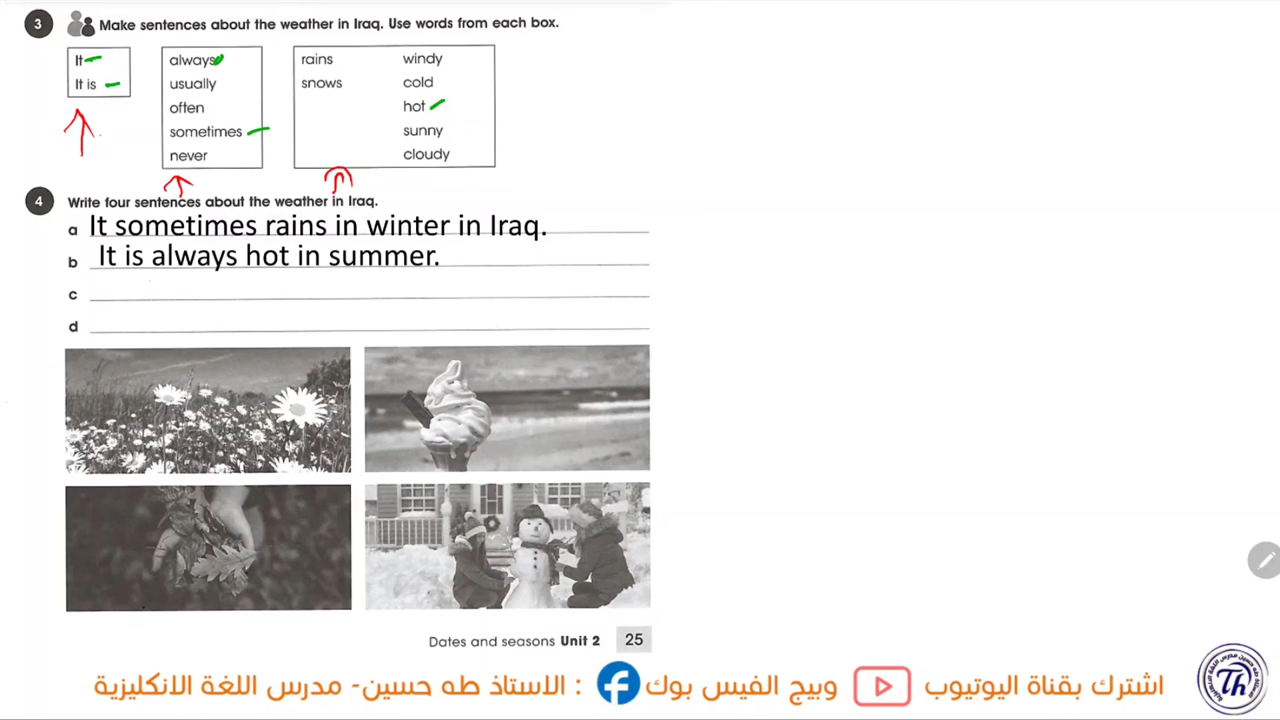 3 Make sentences about the weather in Iraq. Use words from each box.
It
It is
always
usually
often
sometimes
never
rains windy
snows cold
hot
sunny
cloudy
4 Write four sentences about the weather in Iraq.
a It sometimes rains in winter in Iraq.
b It is always hot in summer.
c
d
Dates and seasons Unit 2 25
اشترك بقناة اليوتيوب وبيج الفيس بوك : الاستاذ طه حسين- مدرس اللغة الانكليزية
Th